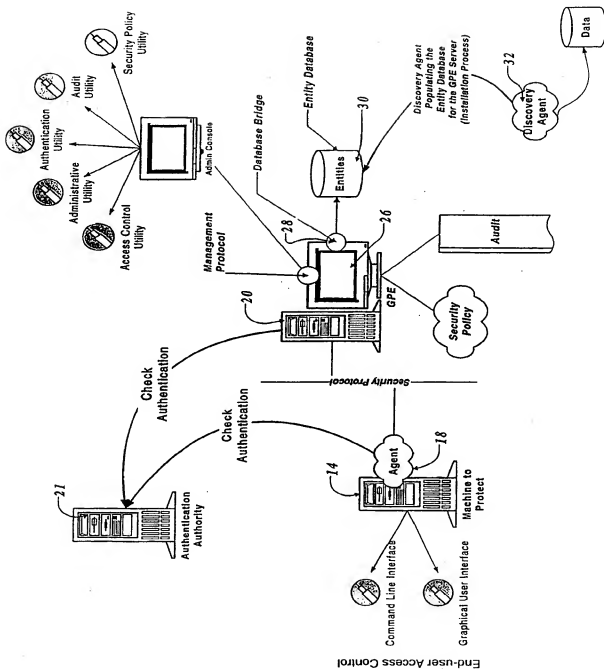 Security Policy
Utility
Audit
Utility
Authentication
Utility
Administrative
Utility
Access Control
Utility
Admin Console
Management
Protocol
Database Bridge
Entity Database
28
30
Entities
26
20
GPE
Discovery Agent
Populating the
Entity Database
for the GPE Server
(Installation Process)
32
Discovery
Agent
Data
Audit
Security
Policy
Security Protocol
Check
Authentication
Check
Authentication
21
Authentication
Authority
14
Agent
18
Machine to
Protect
Command Line Interface
Graphical User Interface
End-user Access Control